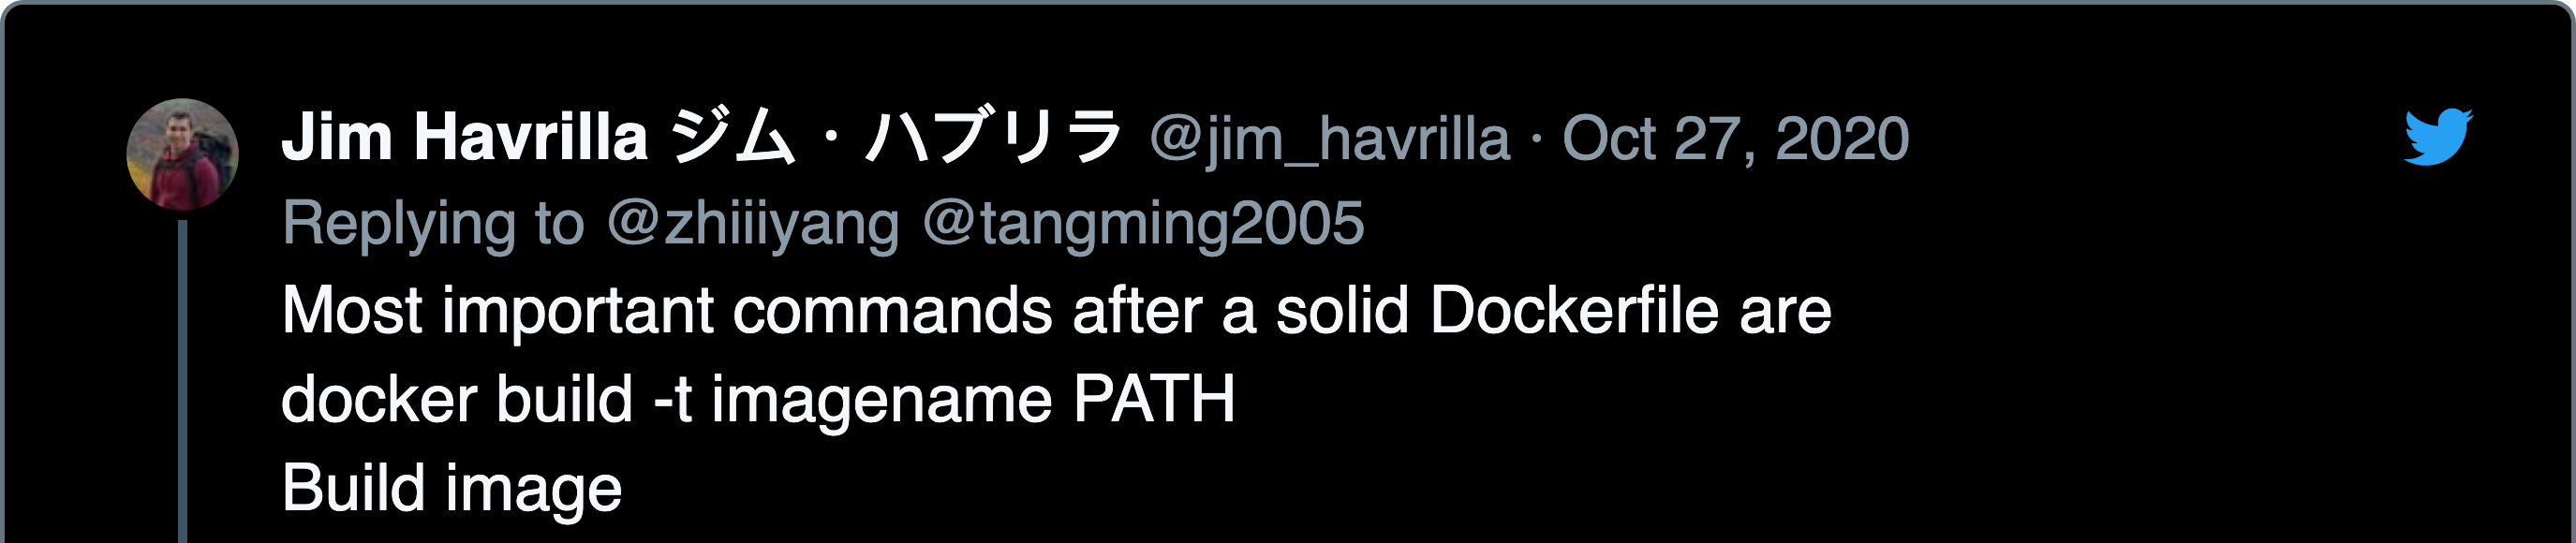 Jim Havrilla ジム・ハブリラ @jim_havrilla · Oct 27, 2020
Replying to @zhiiiyang @tangming2005
Most important commands after a solid Dockerfile are
docker build -t imagename PATH
Build image